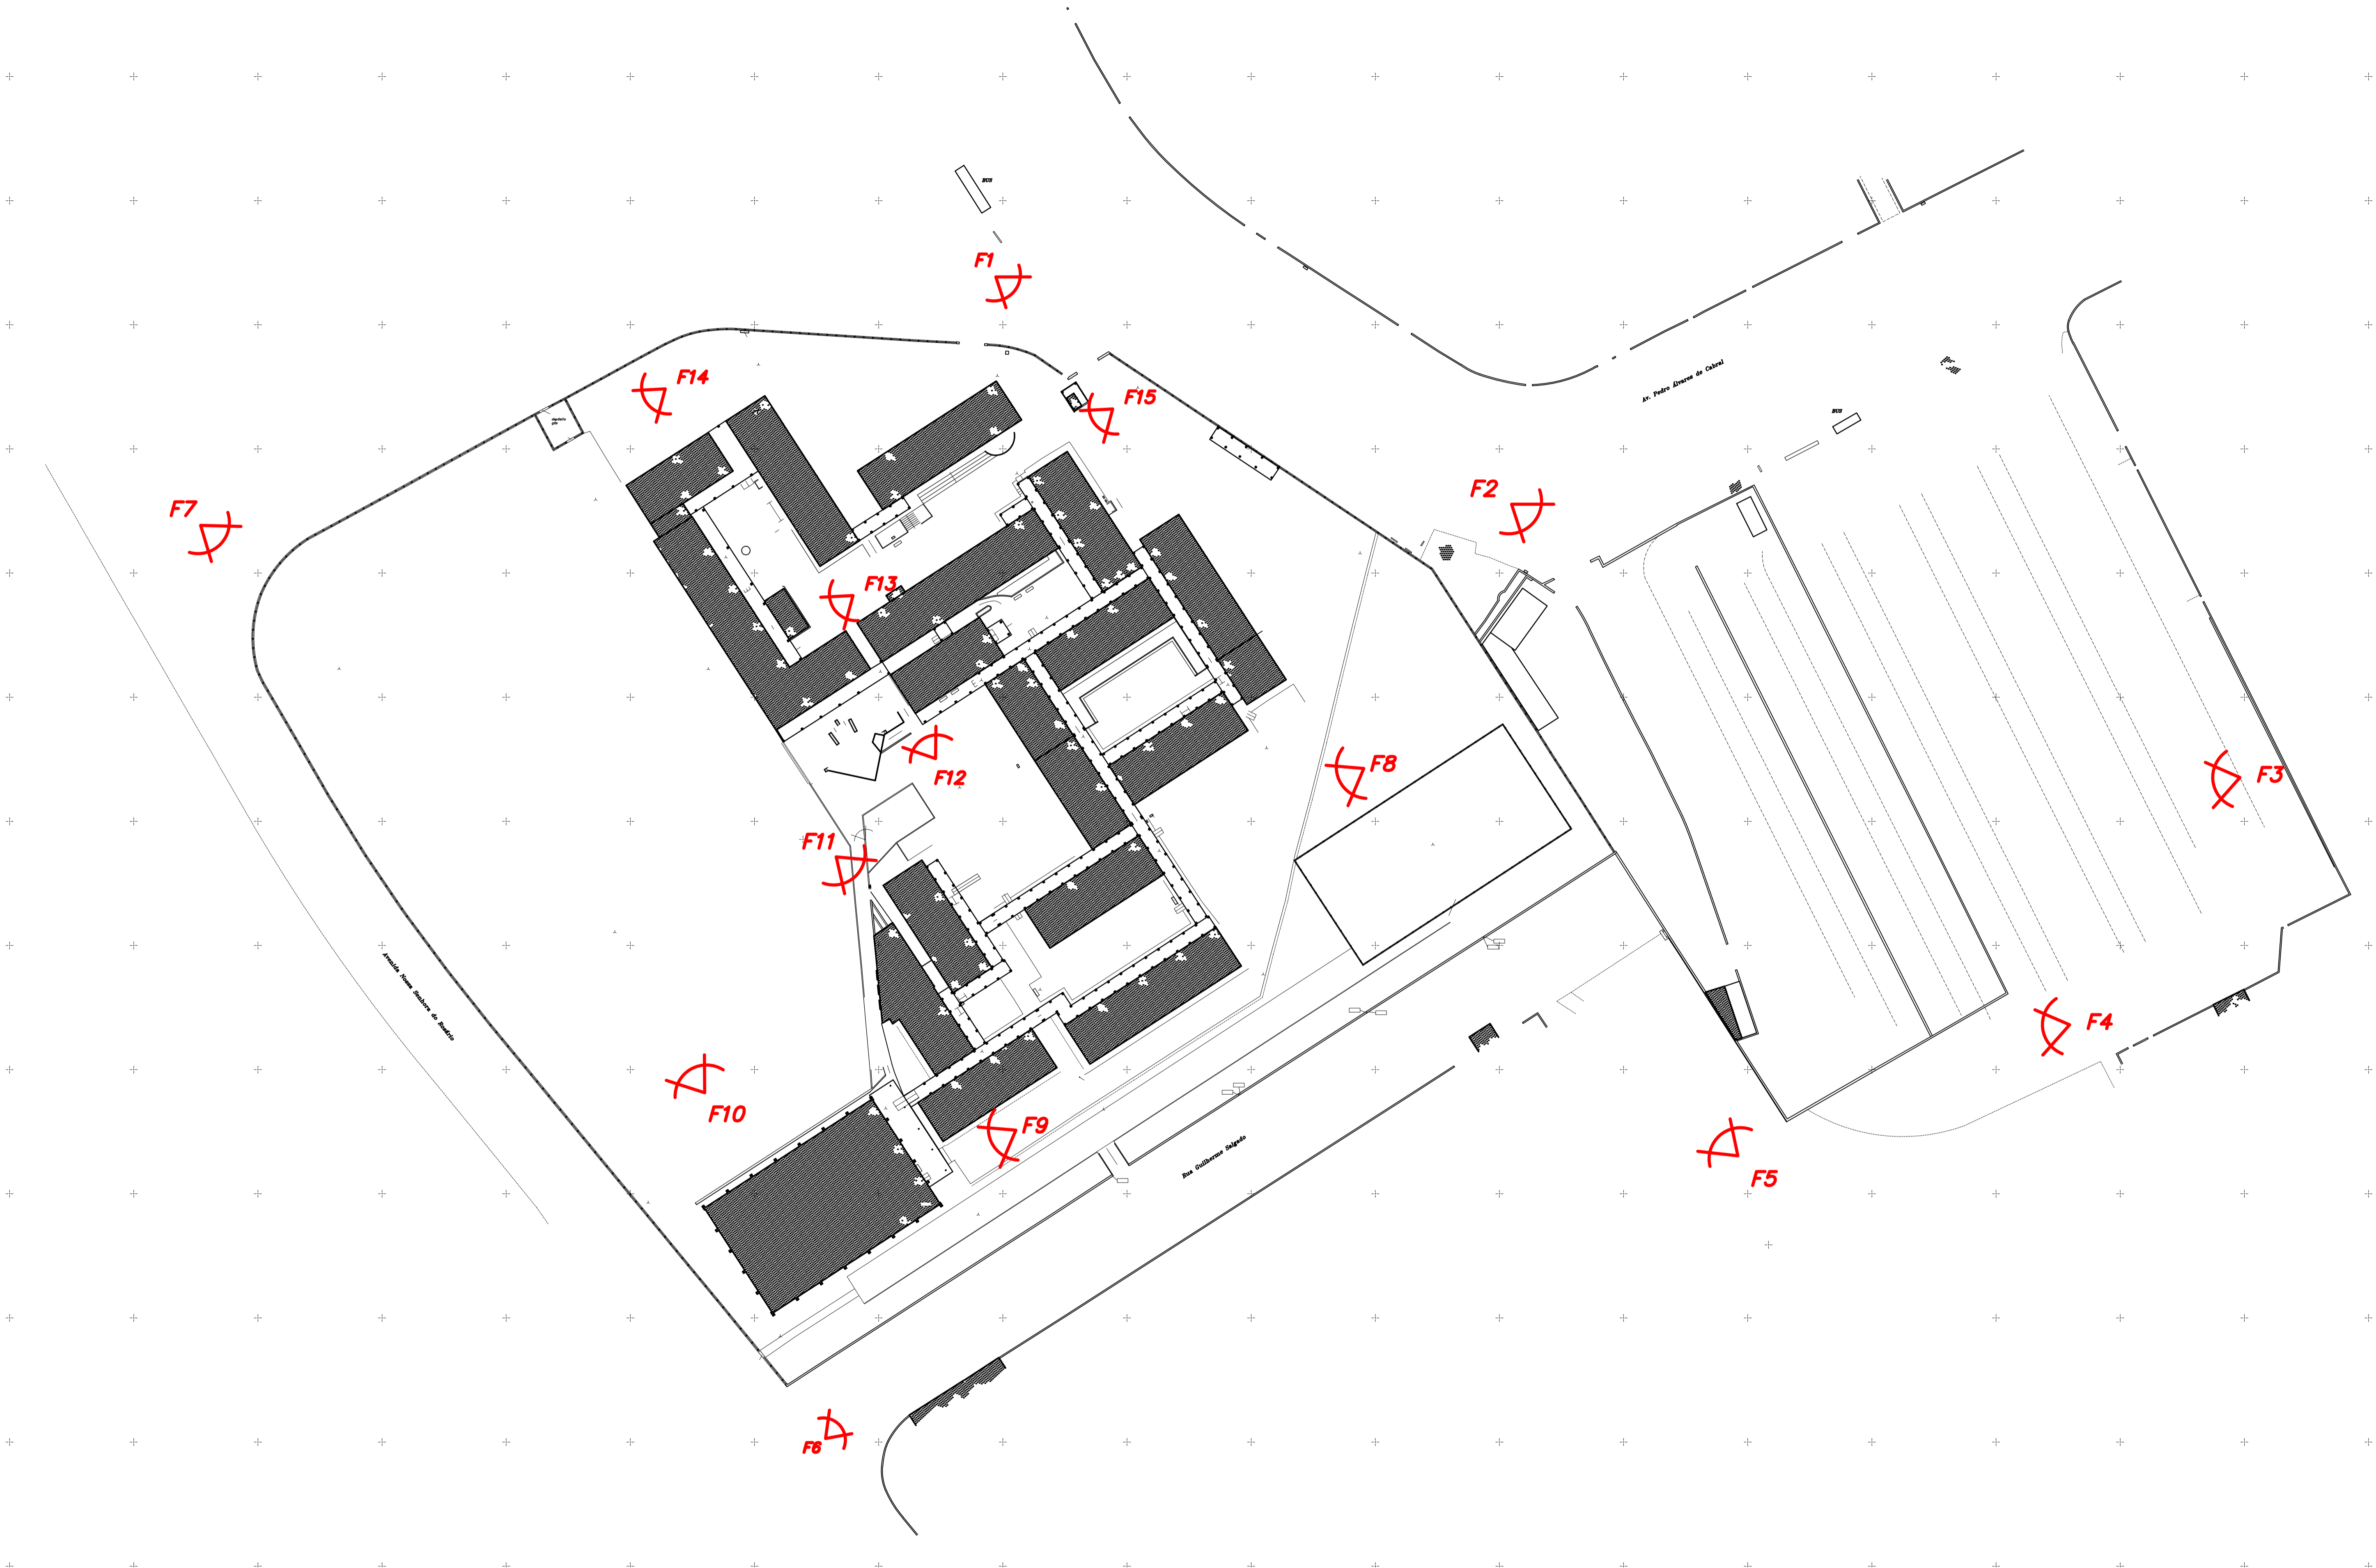 BUS
F1
Av. Pedro Álvares de Cabral
F14
F15
BUS
F7
F2
F13
F8
F3
F12
F11
Avenida Nossa Senhora do Rosário
F4
F10
F9
Rua Guilherme Salgado
F5
F6